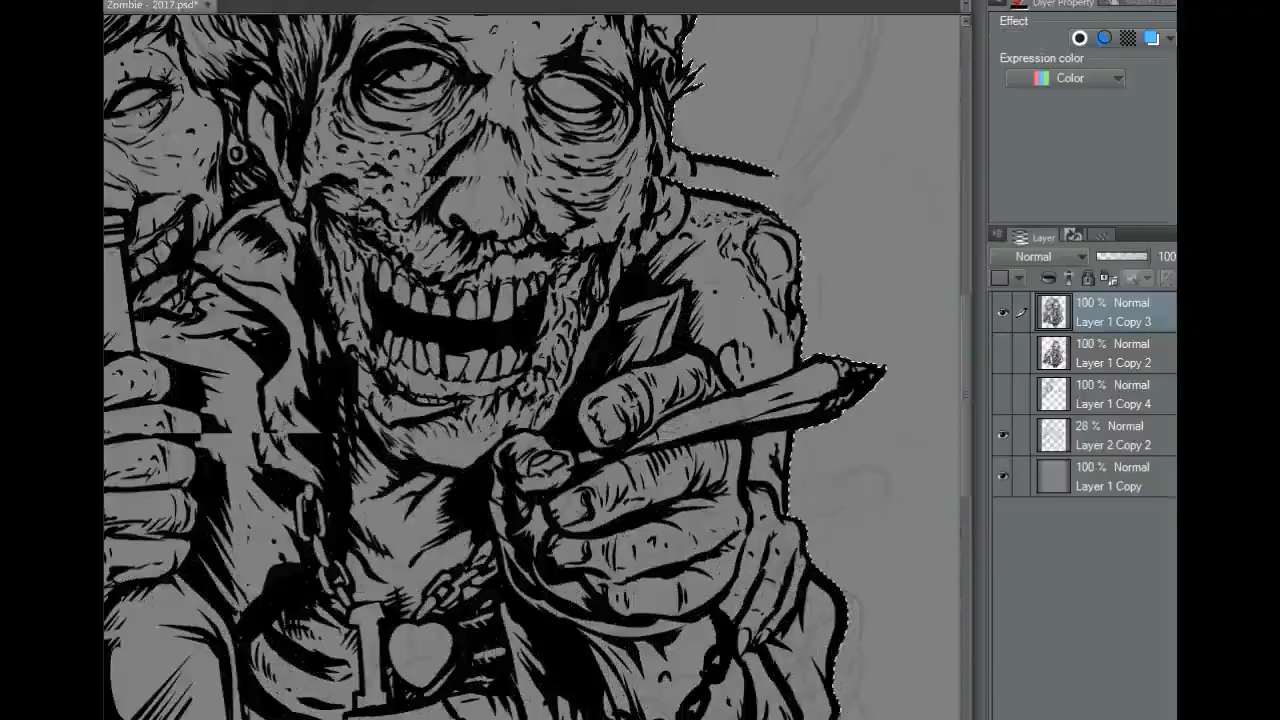 Zombie - 2017.psd*
Layer Property
Effect
Expression color
Color
Layer
Normal
100
100 % Normal
Layer 1 Copy 3
100 % Normal
Layer 1 Copy 2
100 % Normal
Layer 1 Copy 4
28 % Normal
Layer 2 Copy 2
100 % Normal
Layer 1 Copy
I